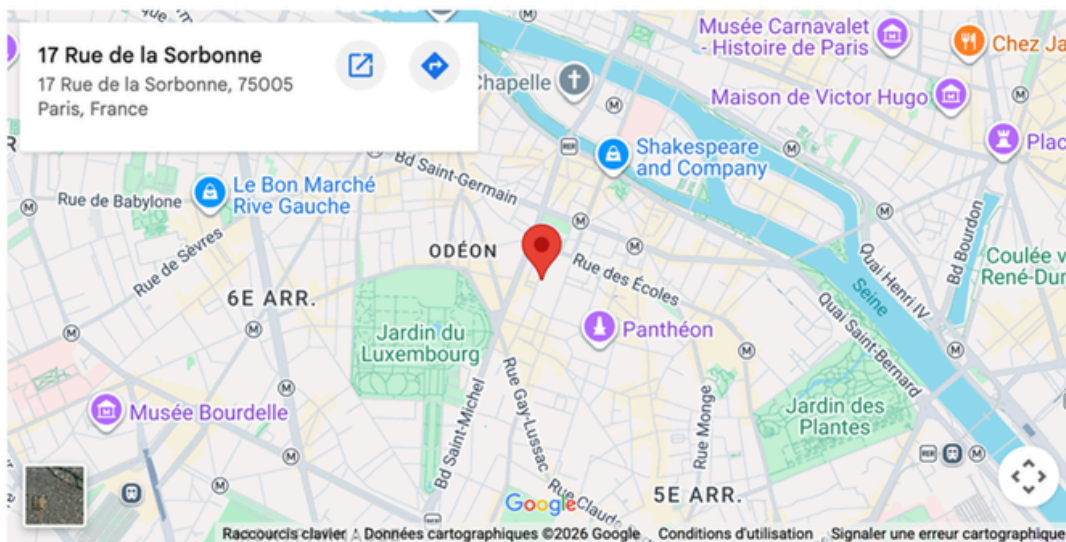 17 Rue de la Sorbonne
17 Rue de la Sorbonne, 75005
Paris, France
Musée Carnavalet
- Histoire de Paris
Chez Ja
Chapelle
Maison de Victor Hugo
Plac
Shakespeare
and Company
Bd Saint-Germain
Le Bon Marché
Rive Gauche
Rue de Babylone
Rue de Sèvres
ODÉON
Rue des Écoles
Quai Henri IV
Bd Bourdon
Coulée v
René-Dum
6E ARR.
Seine
Quai Saint-Bernard
Jardin du
Luxembourg
Panthéon
Musée Bourdelle
Bd Saint-Michel
Rue Gay-Lussac
Rue Monge
Jardin des
Plantes
RER
5E ARR.
Google
Rue Claude
Raccourcis clavier
Données cartographiques ©2026 Google
Conditions d'utilisation
Signaler une erreur cartographique